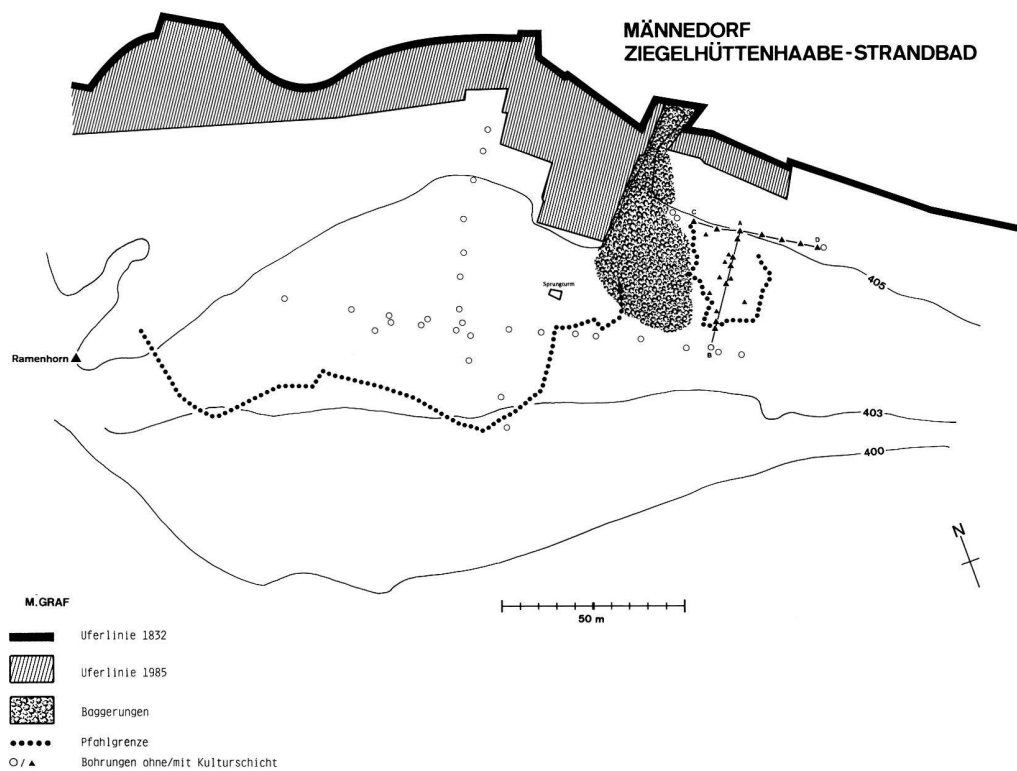 MÄNNEDORF
ZIEGELHÜTTENHAABE-STRANDBAD
C
A
D
405
Sprungturm
Ramenhorn
B
403
400
N
M.GRAF
50 m
Uferlinie 1832
Uferlinie 1985
Baggerungen
Pfahlgrenze
O/▲ Bohrungen ohne/mit Kulturschicht